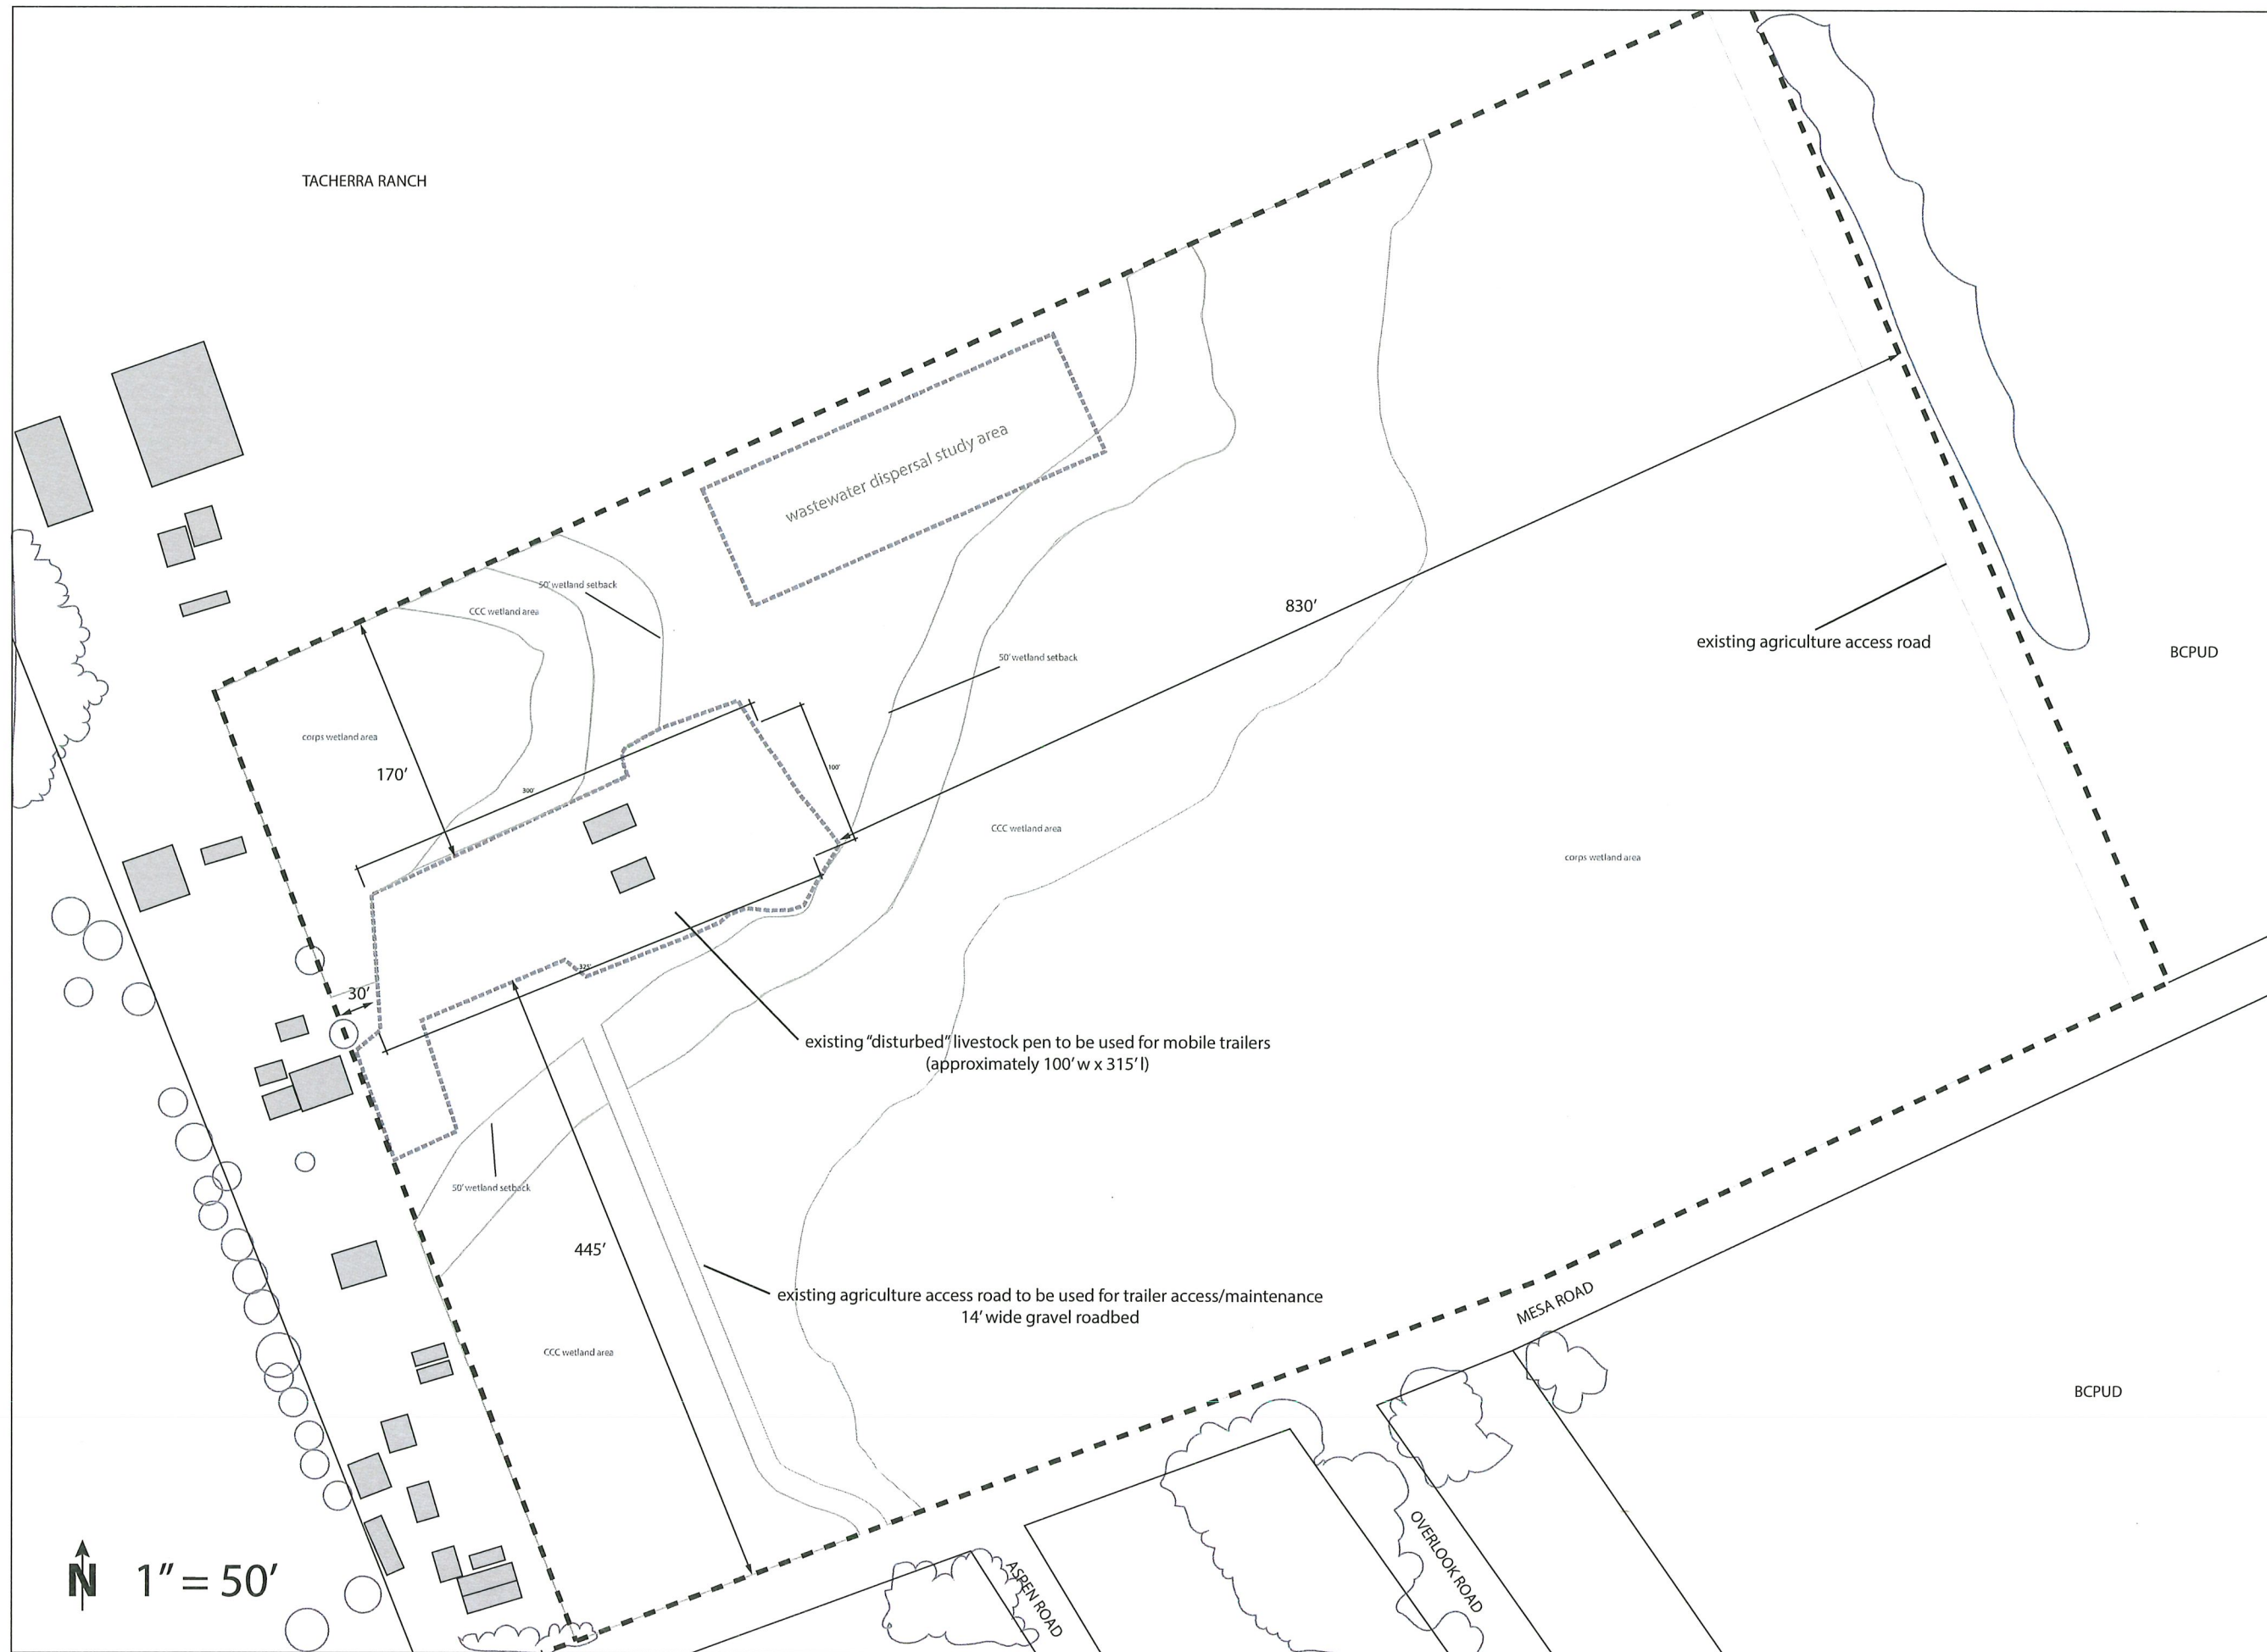 TACHERRA RANCH
wastewater dispersal study area
50' wetland setback
CCC wetland area
830'
existing agriculture access road
BCPUD
50' wetland setback
corps wetland area
170'
100'
300'
CCC wetland area
corps wetland area
325'
30'
existing "disturbed" livestock pen to be used for mobile trailers
(approximately 100' w x 315' l)
50' wetland setback
445'
existing agriculture access road to be used for trailer access/maintenance
14' wide gravel roadbed
MESA ROAD
CCC wetland area
BCPUD
OVERLOOK ROAD
ASPEN ROAD
N 1" = 50'